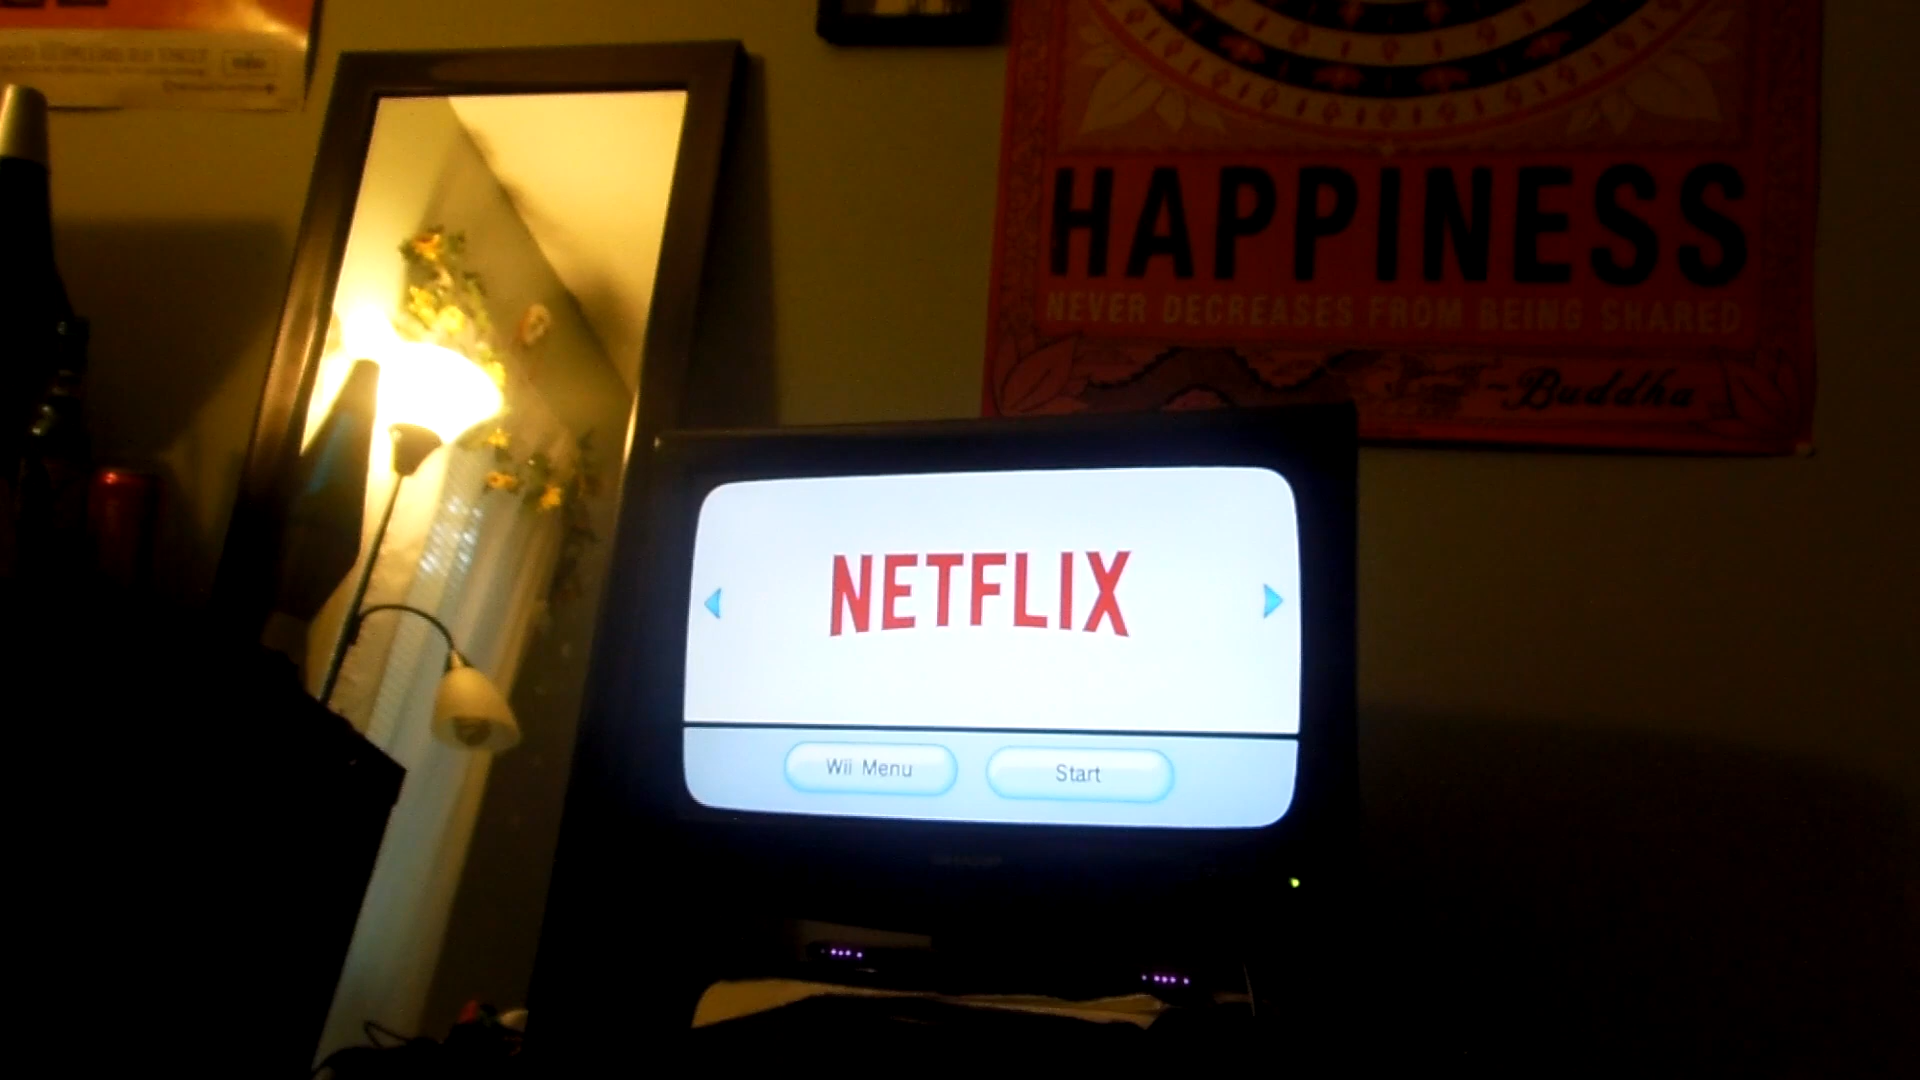 HAPPINESS
NEVER DECREASES FROM BEING SHARED
-Buddha
NETFLIX
Wii Menu
Start